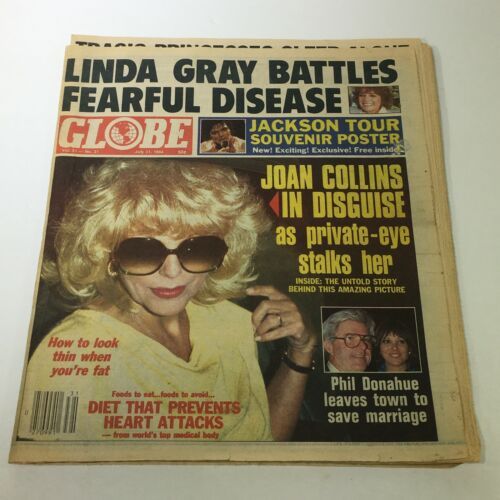 LINDA GRAY BATTLES
FEARFUL DISEASE
GLOBE
JACKSON TOUR
SOUVENIR POSTER
New! Exciting! Exclusive! Free inside
JOAN COLLINS
IN DISGUISE
as private-eye
stalks her
INSIDE: THE UNTOLD STORY
BEHIND THIS AMAZING PICTURE
How to look
thin when
you're fat
Phil Donahue
leaves town to
save marriage
Foods to eat...foods to avoid...
DIET THAT PREVENTS
HEART ATTACKS
— from world's top medical body